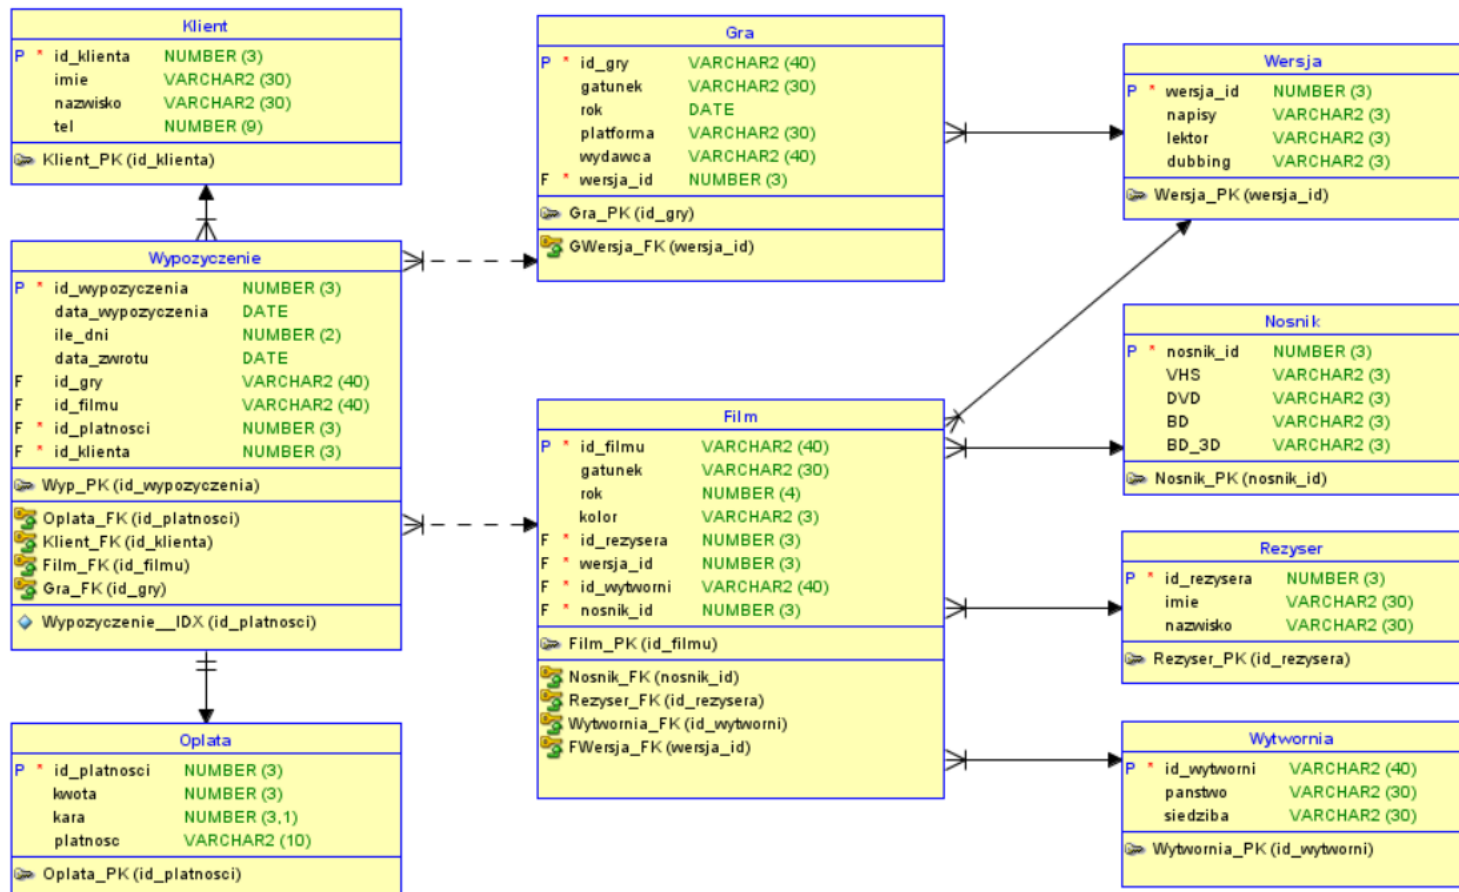 Klient
P * id_klienta NUMBER (3)
imie VARCHAR2 (30)
nazwisko VARCHAR2 (30)
tel NUMBER (9)
Klient_PK (id_klienta)
Wypozyczenie
P * id_wypozyczenia NUMBER (3)
data_wypozyczenia DATE
ile_dni NUMBER (2)
data_zwrotu DATE
F id_gry VARCHAR2 (40)
F id_filmu VARCHAR2 (40)
F * id_platnosci NUMBER (3)
F * id_klienta NUMBER (3)
Wyp_PK (id_wypozyczenia)
Oplata_FK (id_platnosci)
Klient_FK (id_klienta)
Film_FK (id_filmu)
Gra_FK (id_gry)
Wypozyczenie__IDX (id_platnosci)
Oplata
P * id_platnosci NUMBER (3)
kwota NUMBER (3)
kara NUMBER (3,1)
platnosc VARCHAR2 (10)
Oplata_PK (id_platnosci)
Gra
P * id_gry VARCHAR2 (40)
gatunek VARCHAR2 (30)
rok DATE
platforma VARCHAR2 (30)
wydawca VARCHAR2 (40)
F * wersja_id NUMBER (3)
Gra_PK (id_gry)
GWersja_FK (wersja_id)
Film
P * id_filmu VARCHAR2 (40)
gatunek VARCHAR2 (30)
rok NUMBER (4)
kolor VARCHAR2 (3)
F * id_rezysera NUMBER (3)
F * wersja_id NUMBER (3)
F * id_wytworni VARCHAR2 (40)
F * nosnik_id NUMBER (3)
Film_PK (id_filmu)
Nosnik_FK (nosnik_id)
Rezyser_FK (id_rezysera)
Wytwornia_FK (id_wytworni)
FWersja_FK (wersja_id)
Wersja
P * wersja_id NUMBER (3)
napisy VARCHAR2 (3)
lektor VARCHAR2 (3)
dubbing VARCHAR2 (3)
Wersja_PK (wersja_id)
Nosnik
P * nosnik_id NUMBER (3)
VHS VARCHAR2 (3)
DVD VARCHAR2 (3)
BD VARCHAR2 (3)
BD_3D VARCHAR2 (3)
Nosnik_PK (nosnik_id)
Rezyser
P * id_rezysera NUMBER (3)
imie VARCHAR2 (30)
nazwisko VARCHAR2 (30)
Rezyser_PK (id_rezysera)
Wytwornia
P * id_wytworni VARCHAR2 (40)
panstwo VARCHAR2 (30)
siedziba VARCHAR2 (30)
Wytwornia_PK (id_wytworni)